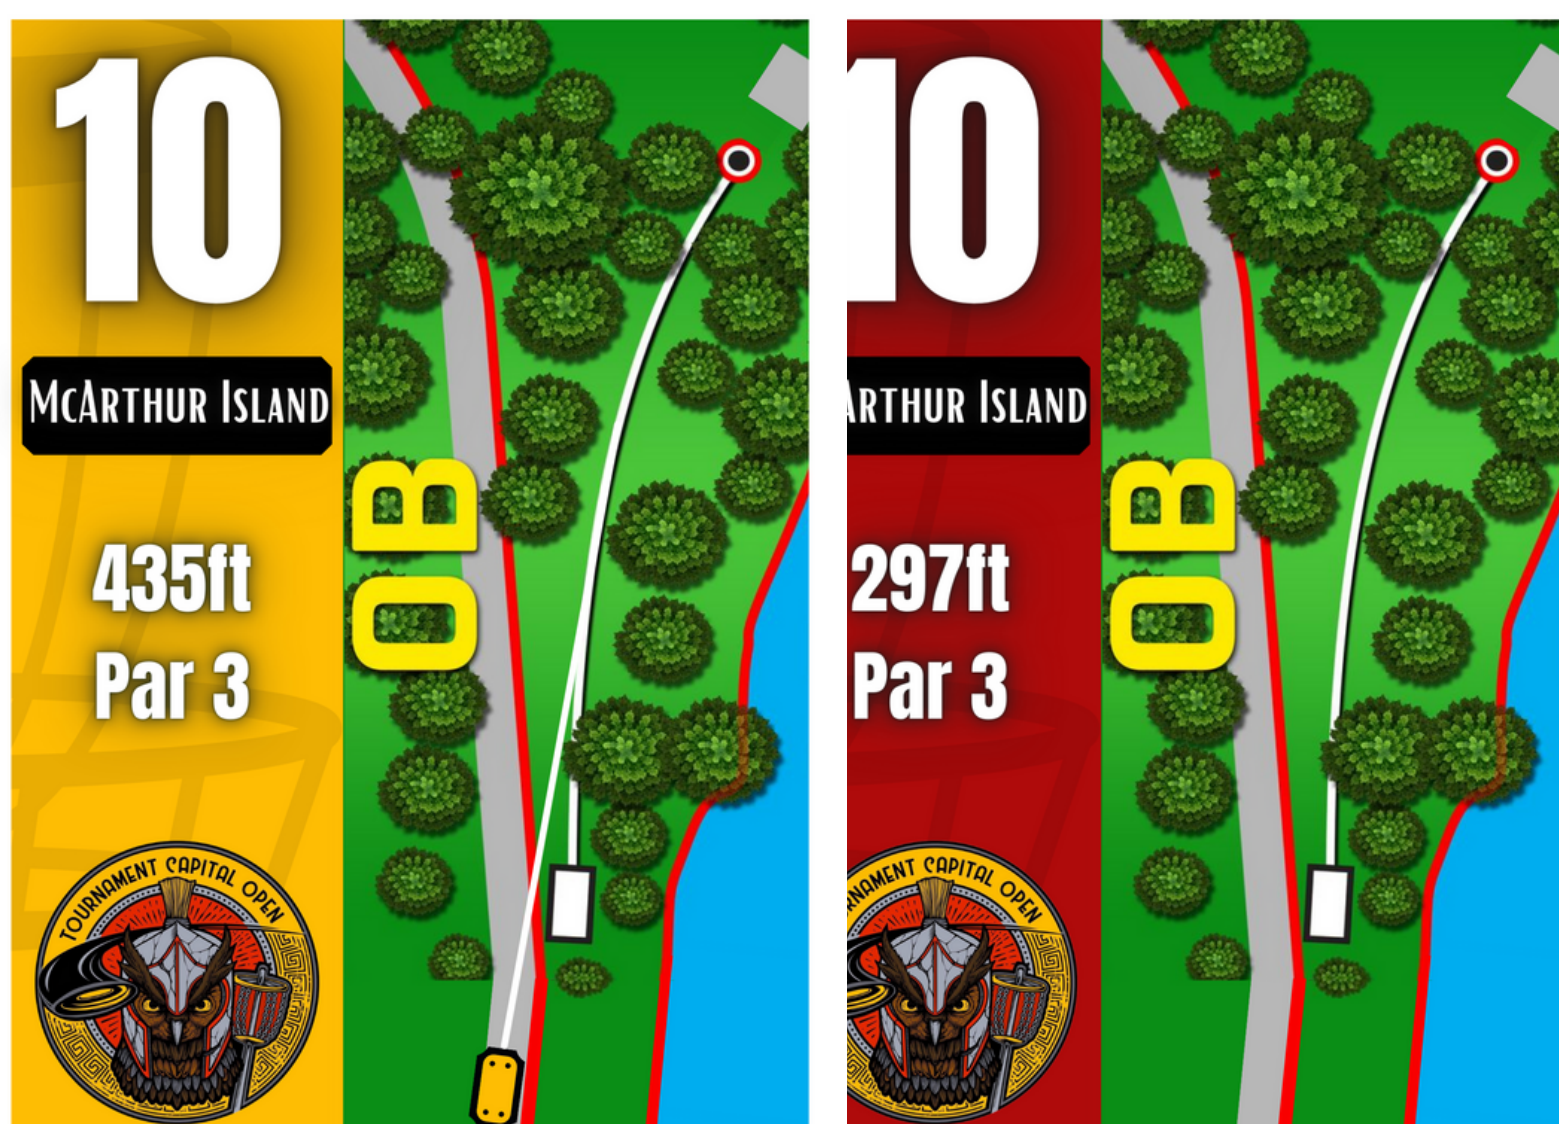 10
McArthur Island
435ft
Par 3
TOURNAMENT CAPITAL OPEN
OB
10
Arthur Island
297ft
Par 3
RNAMENT CAPITAL OPEN
OB